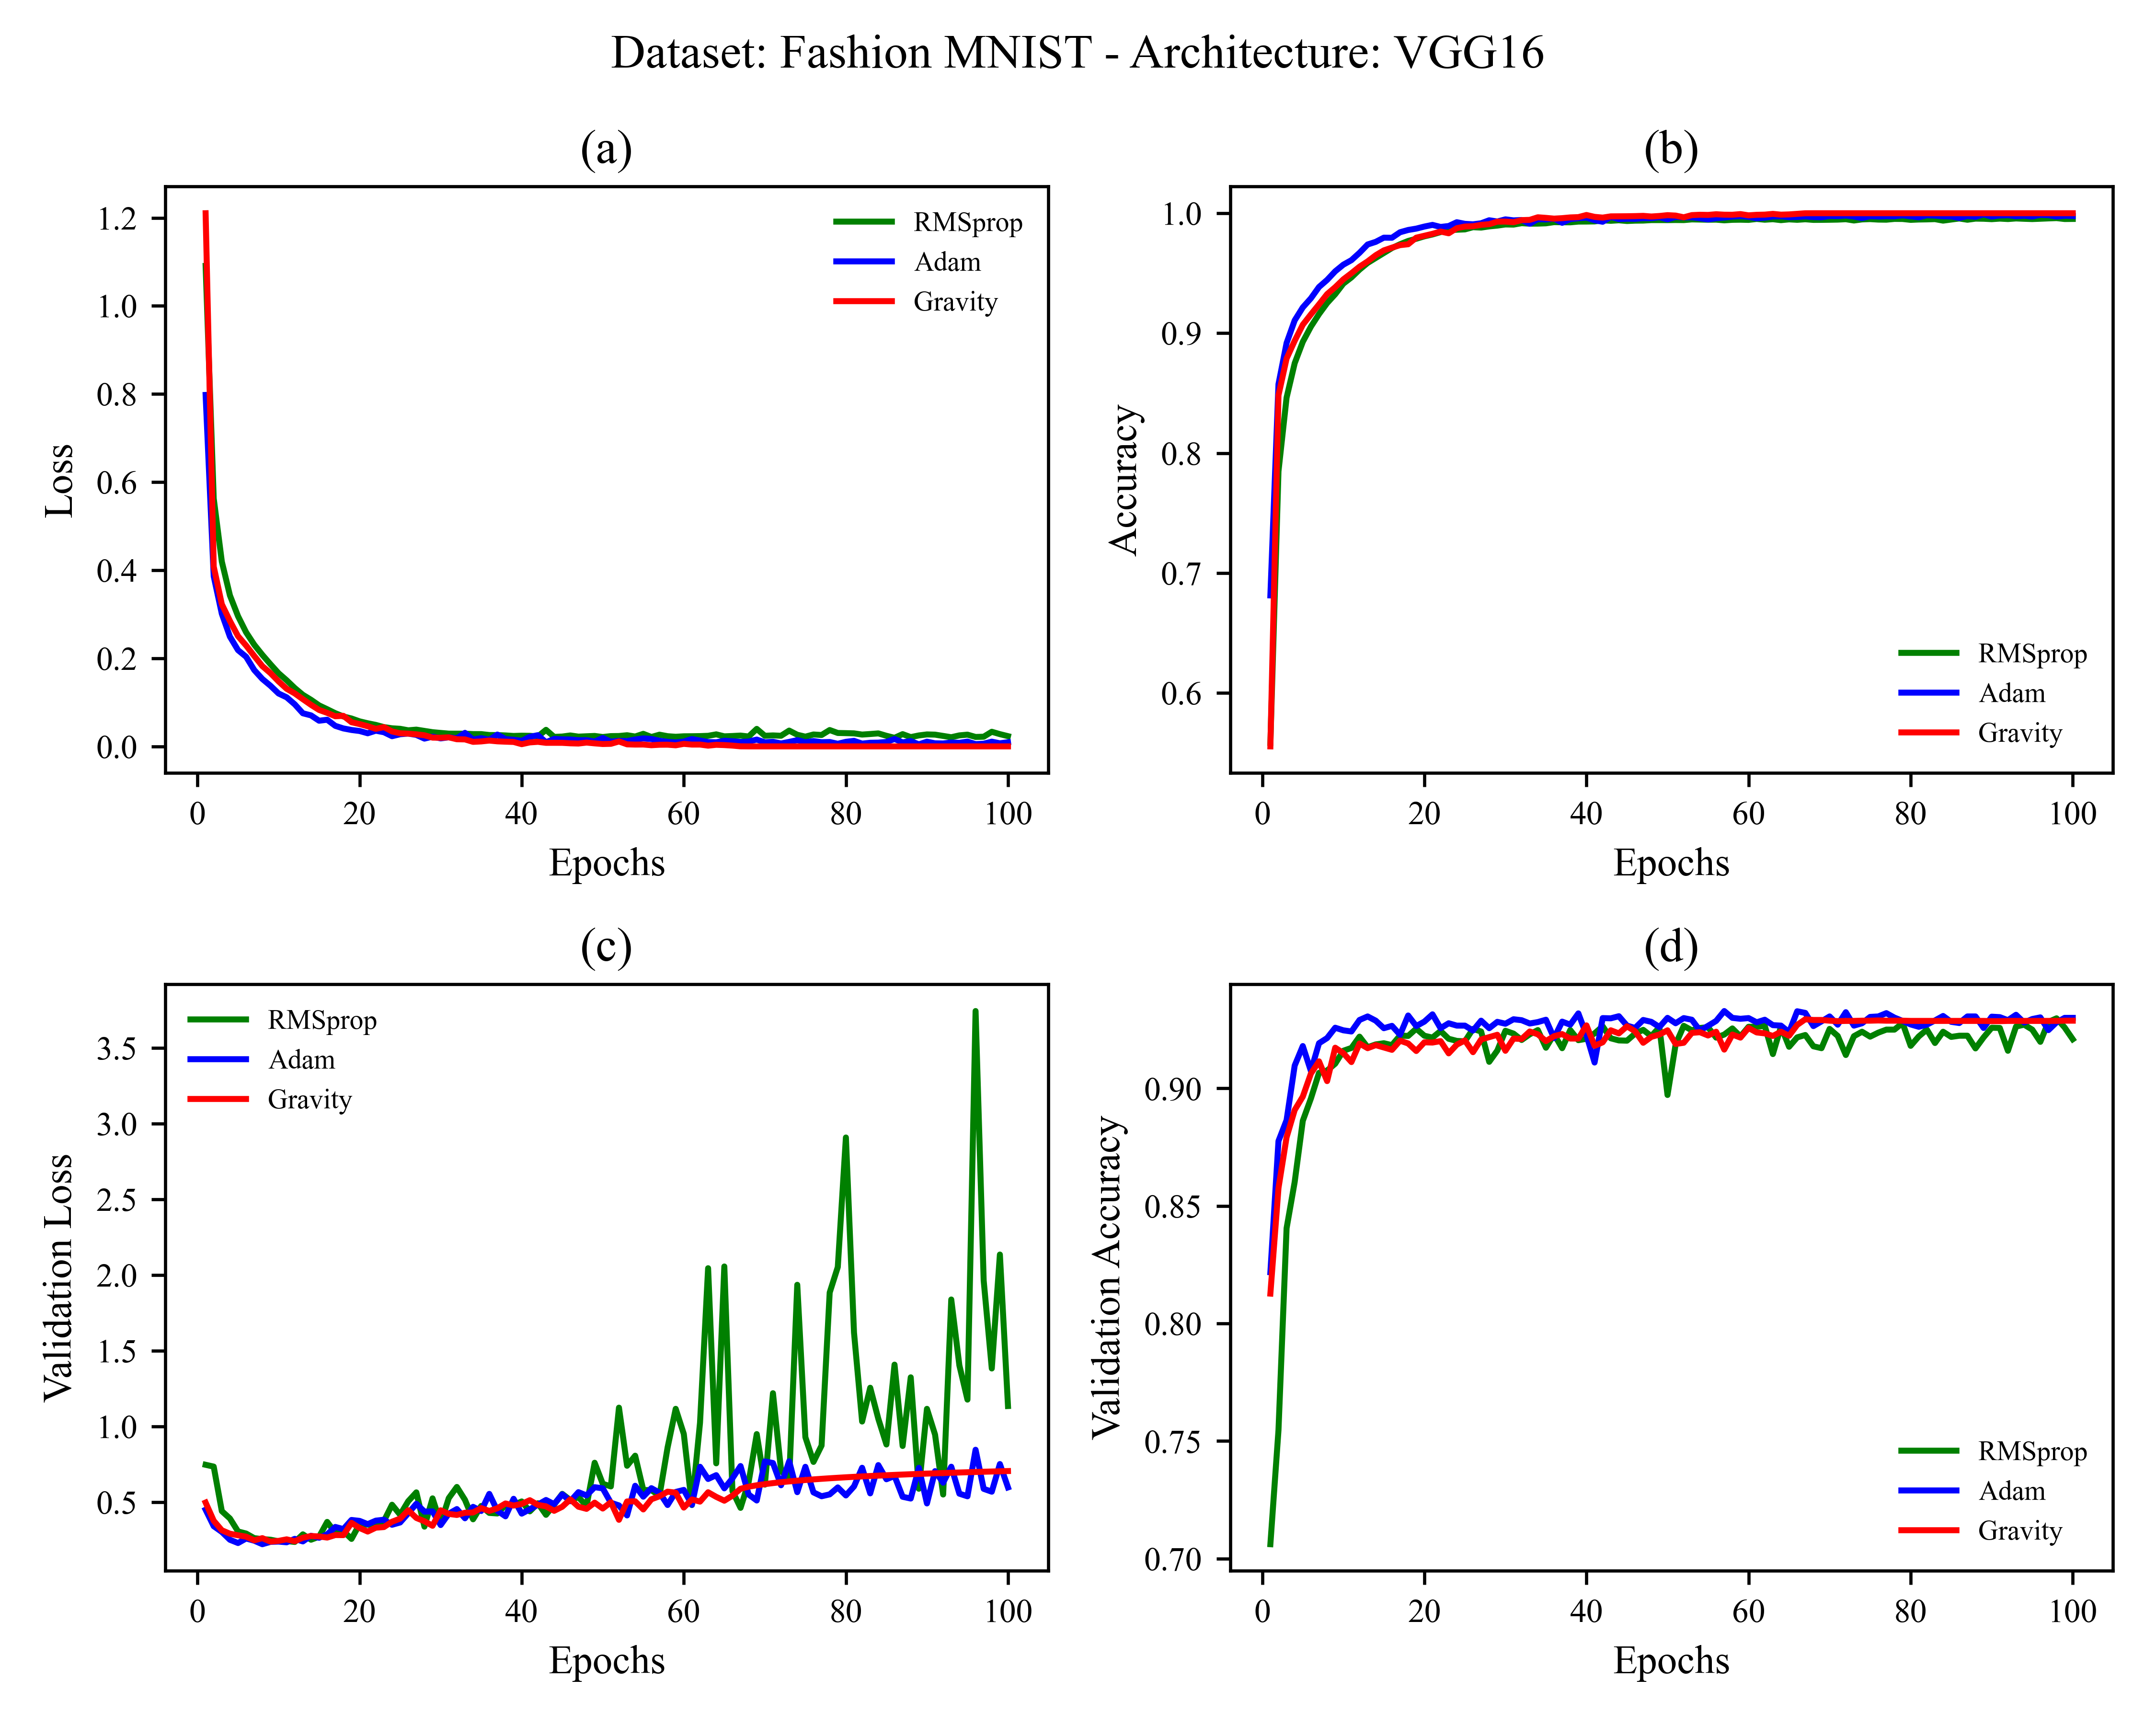 Dataset: Fashion MNIST - Architecture: VGG16
(a)
1.2
1.0
0.8
0.6
0.4
0.2
0.0
Loss
RMSprop
Adam
Gravity
0 20 40 60 80 100
Epochs
(b)
1.0
0.9
0.8
0.7
0.6
Accuracy
RMSprop
Adam
Gravity
0 20 40 60 80 100
Epochs
(c)
3.5
3.0
2.5
2.0
1.5
1.0
0.5
Validation Loss
RMSprop
Adam
Gravity
0 20 40 60 80 100
Epochs
(d)
0.90
0.85
0.80
0.75
0.70
Validation Accuracy
RMSprop
Adam
Gravity
0 20 40 60 80 100
Epochs